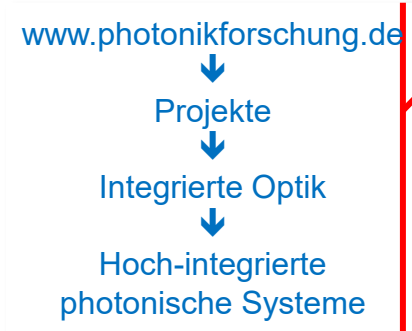 www.photonikforschung.de
🡫
Projekte
🡫
Integrierte Optik
🡫
Hoch-integrierte
photonische Systeme